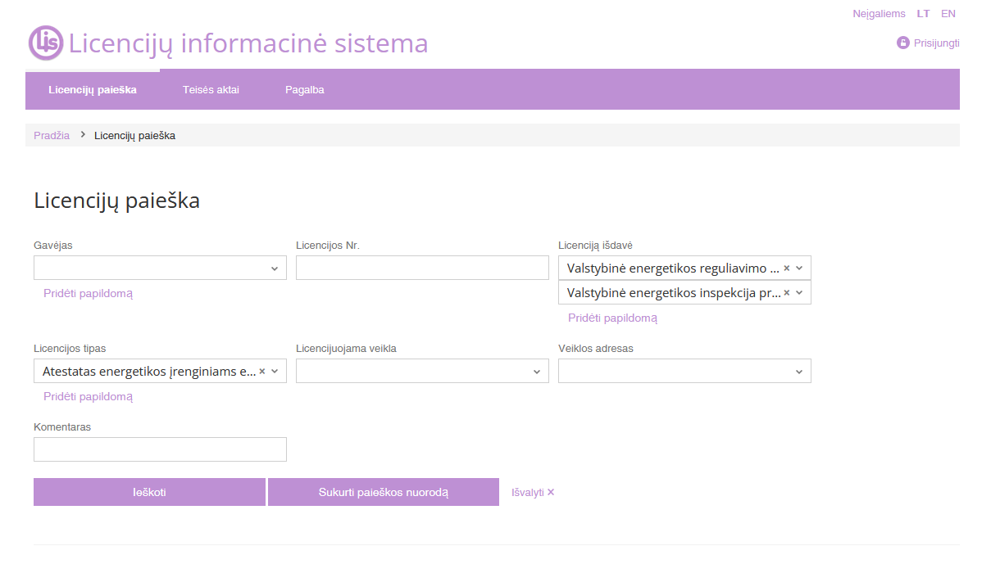 Neįgaliems LT EN
Ljs Licencijų informacinė sistema
Prisijungti
Licencijų paieška Teisės aktai Pagalba
Pradžia Licencijų paieška
Licencijų paieška
Gavėjas Licencijos Nr. Licenciją išdavė
Valstybinė energetikos reguliavimo ...
Valstybinė energetikos inspekcija pr...
Pridėti papildomą
Pridėti papildomą
Licencijos tipas Licencijuojama veikla Veiklos adresas
Atestatas energetikos įrenginiams e...
Pridėti papildomą
Komentaras
Ieškoti Sukurti paieškos nuorodą Išvalyti ×